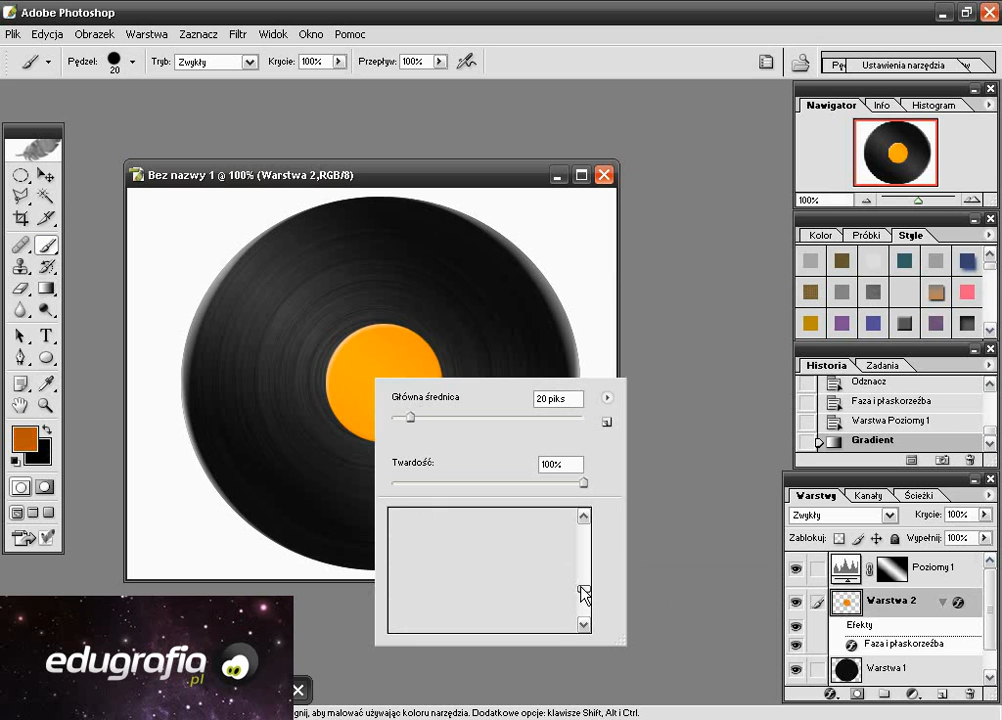 Adobe Photoshop
Plik Edycja Obrazek Warstwa Zaznacz Filtr Widok Okno Pomoc
Pędzel: 20 Tryb: Zwykły Krycie: 100% Przepływ: 100%
Ustawienia narzędzia
Nawigator Info Histogram
100%
Bez nazwy 1 @ 100% (Warstwa 2,RGB/8)
Kolor Próbki Style
Historia Zadania
Odznacz
Faza i płaskorzeźba
Warstwa Poziomy 1
Gradient
Główna średnica 20 piks
Twardość: 100%
Warstwy Kanały Ścieżki
Zwykły Krycie: 100%
Zablokuj: Wypełnij: 100%
Poziomy 1
Warstwa 2
Efekty
Faza i płaskorzeźba
Warstwa 1
edugrafia
.pl
gnij, aby malować używając koloru narzędzia. Dodatkowe opcje: klawisze Shift, Alt i Ctrl.